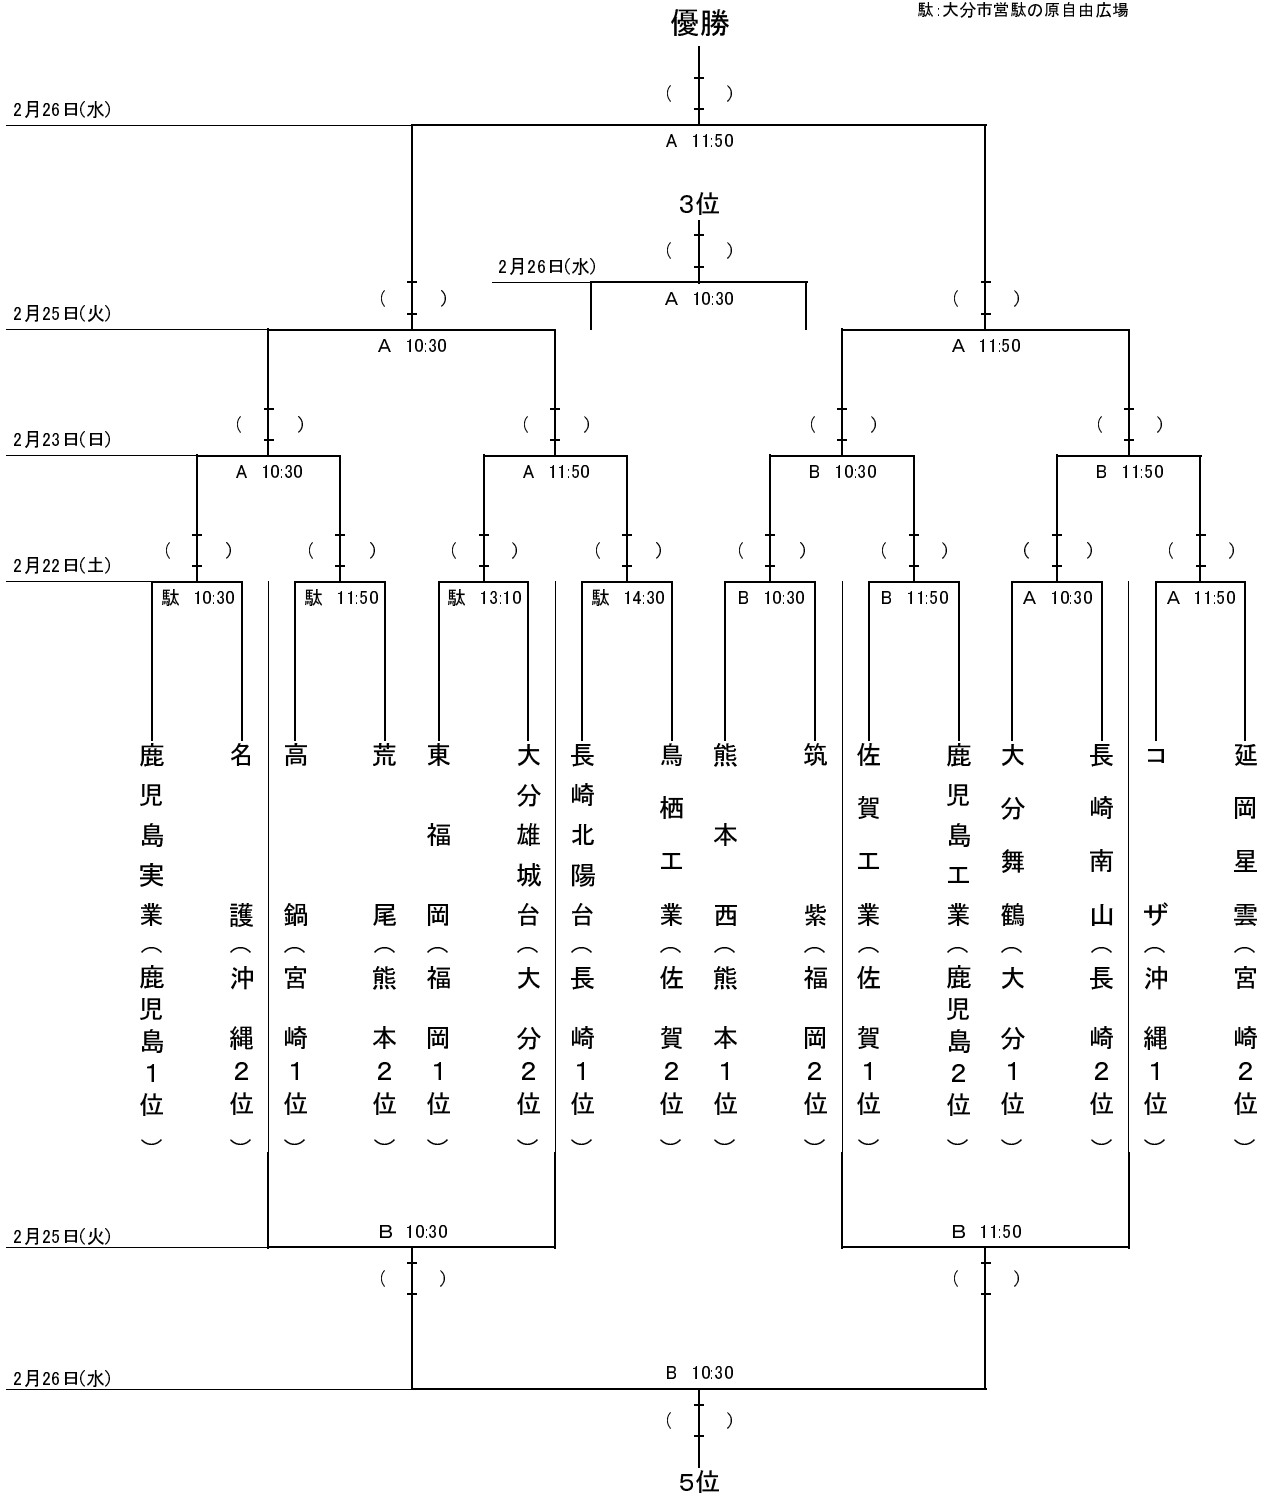 駄:大分市営駄の原自由広場
優勝
( )
2月26日(水)
A 11:50
3位
( )
2月26日(水)
A 10:30
( ) ( )
2月25日(火)
A 10:30 A 11:50
( ) ( ) ( ) ( )
2月23日(日)
A 10:30 A 11:50 B 10:30 B 11:50
( ) ( ) ( ) ( ) ( ) ( ) ( ) ( )
2月22日(土)
駄 10:30 駄 11:50 駄 13:10 駄 14:30 B 10:30 B 11:50 A 10:30 A 11:50
鹿児島実業(鹿児島1位)
名護(沖縄2位)
高鍋(宮崎1位)
荒尾(熊本2位)
東福岡(福岡1位)
大分雄城台(大分2位)
長崎北陽台(長崎1位)
鳥栖工業(佐賀2位)
熊本西(熊本1位)
筑紫(福岡2位)
佐賀工業(佐賀1位)
鹿児島工業(鹿児島2位)
大分舞鶴(大分1位)
長崎南山(長崎2位)
コザ(沖縄1位)
延岡星雲(宮崎2位)
B 10:30 B 11:50
2月25日(火)
( ) ( )
B 10:30
2月26日(水)
( )
5位